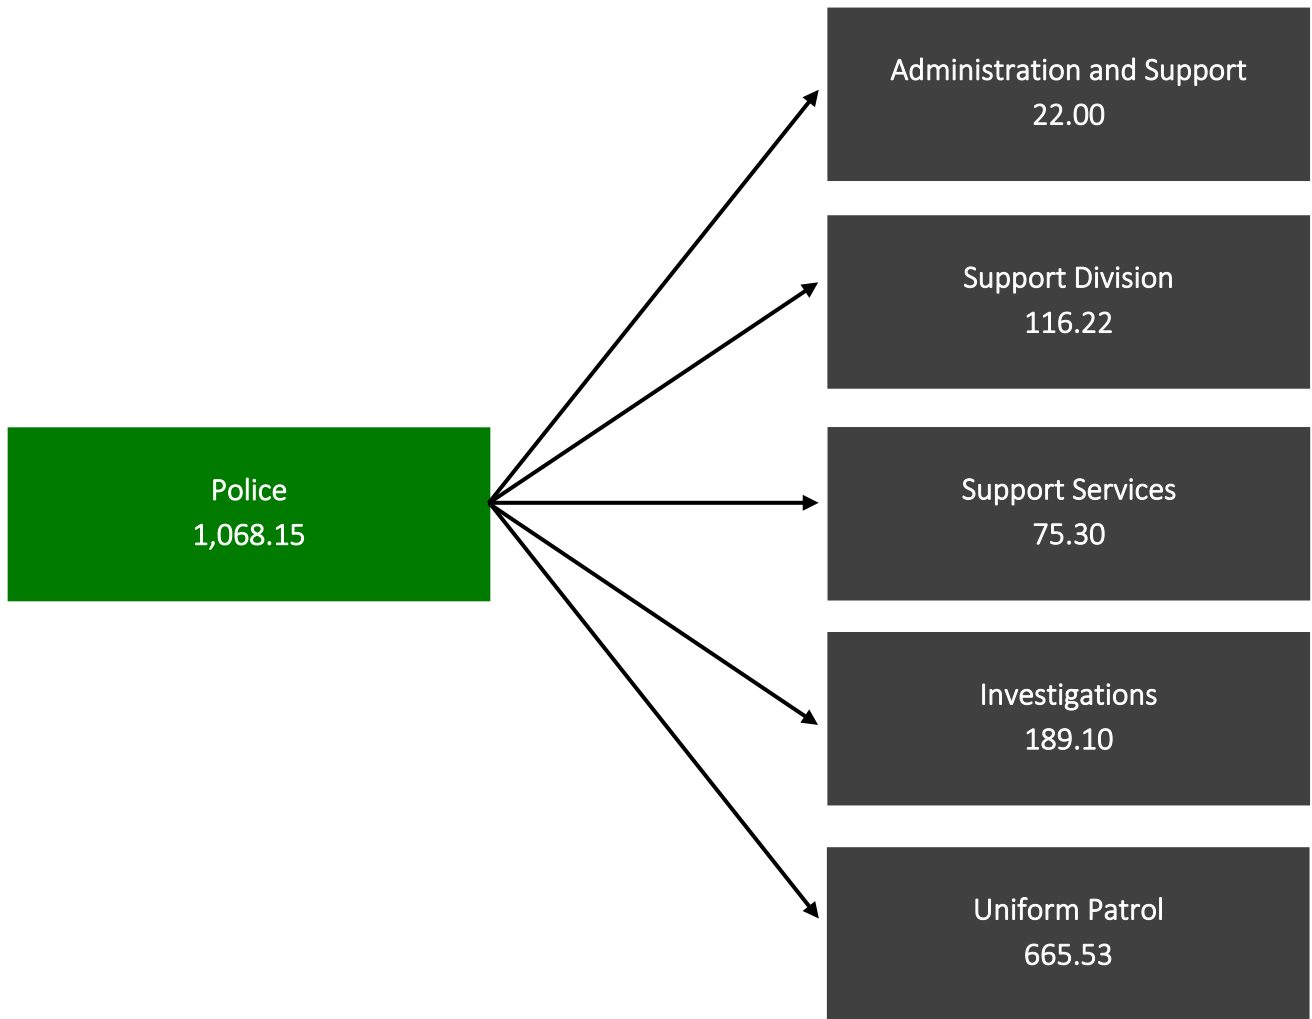 Administration and Support
22.00
Support Division
116.22
Police
1,068.15
Support Services
75.30
Investigations
189.10
Uniform Patrol
665.53